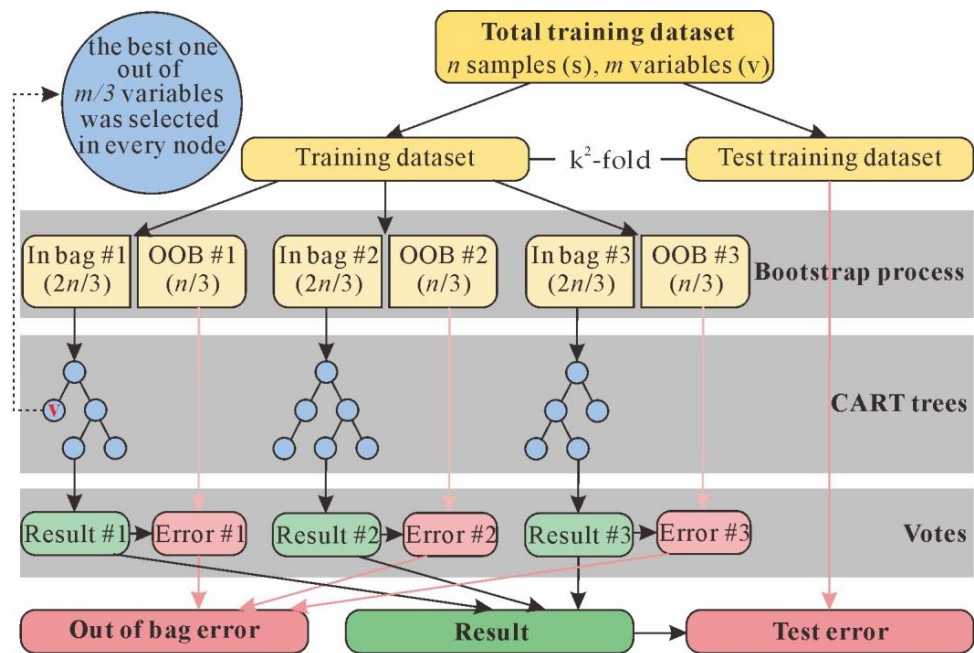 Total training dataset
n samples (s), m variables (v)
the best one
out of
m/3 variables
was selected
in every node
Training dataset
k²-fold
Test training dataset
In bag #1
(2n/3)
OOB #1
(n/3)
In bag #2
(2n/3)
OOB #2
(n/3)
In bag #3
(2n/3)
OOB #3
(n/3)
Bootstrap process
v
CART trees
Result #1
Error #1
Result #2
Error #2
Result #3
Error #3
Votes
Out of bag error
Result
Test error